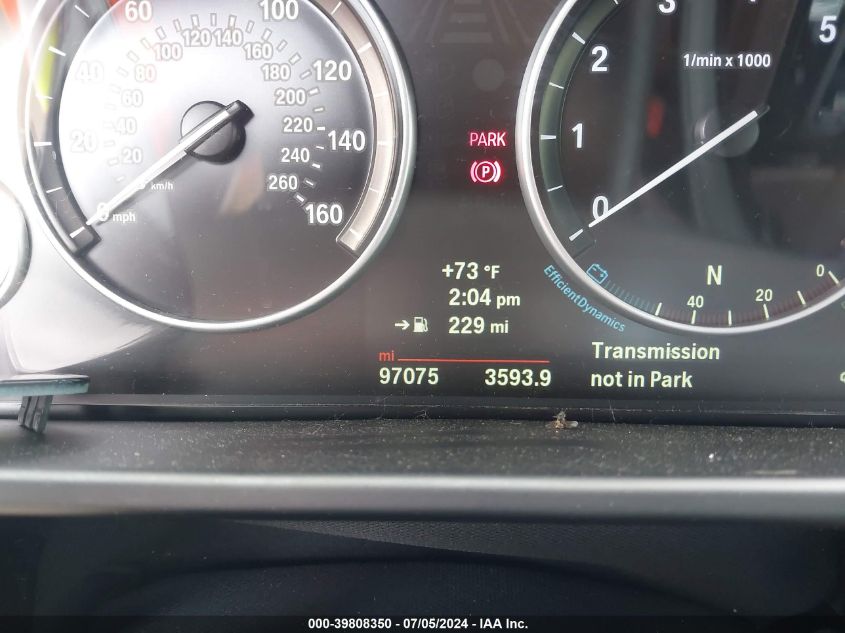 60 100
80 100 120 140 160 180
40 120
60 200
20 40 220 140
20 240
0 mph km/h 260 160
3 5
2 1/min x 1000
1
0
PARK
P
+73 °F
2:04 pm
229 mi
mi
97075 3593.9
EfficientDynamics
N
40 20 0
Transmission
not in Park
000-39808350 - 07/05/2024 - IAA Inc.